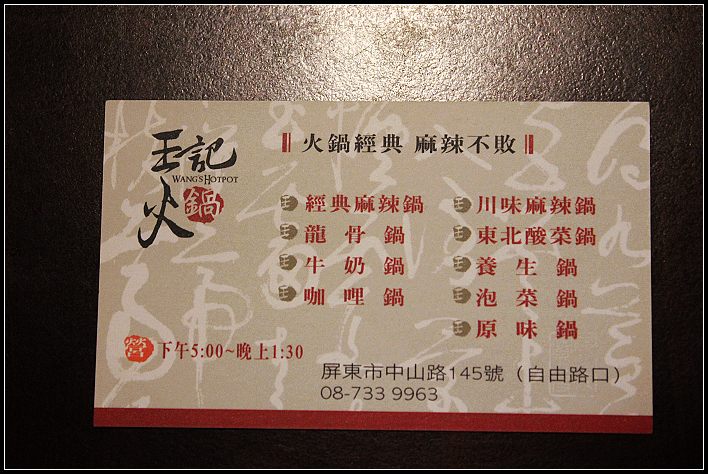 王記
WANG'S HOTPOT
火鍋
火鍋經典 麻辣不敗
經典麻辣鍋
龍骨鍋
牛奶鍋
咖哩鍋
川味麻辣鍋
東北酸菜鍋
養生鍋
泡菜鍋
原味鍋
營 下午5:00~晚上1:30
屏東市中山路145號（自由路口）
08-733 9963